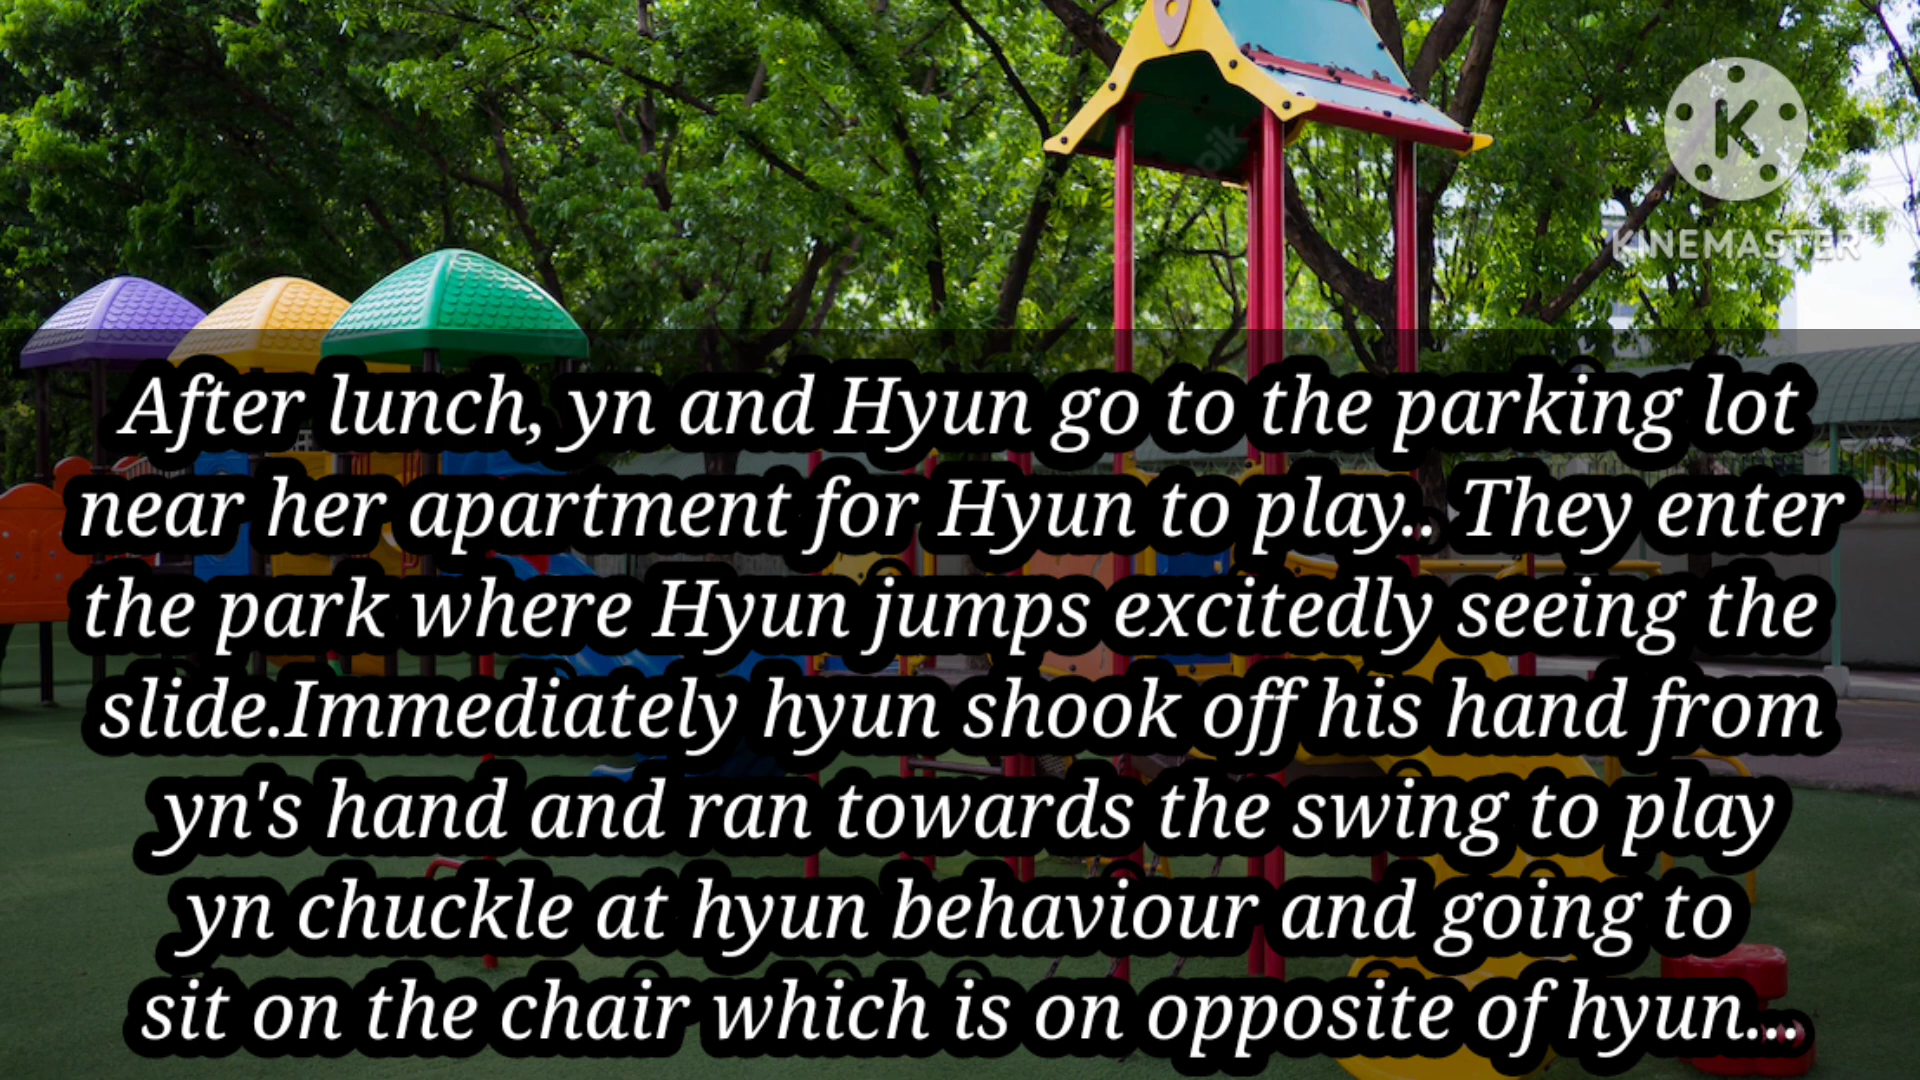 K
KINEMASTER
After lunch, yn and Hyun go to the parking lot
near her apartment for Hyun to play.. They enter
the park where Hyun jumps excitedly seeing the
slide.Immediately hyun shook off his hand from
yn's hand and ran towards the swing to play
yn chuckle at hyun behaviour and going to
sit on the chair which is on opposite of hyun...